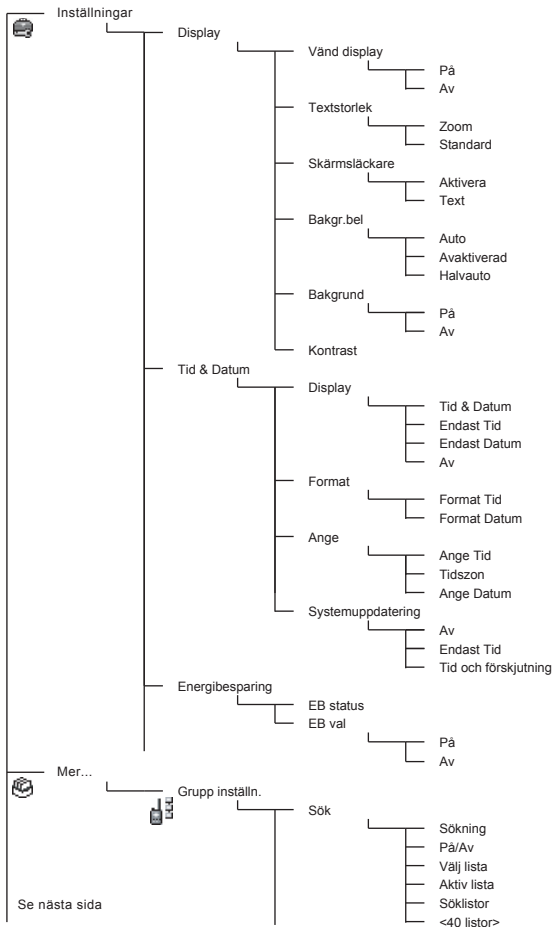 Inställningar
Display
Vänd display
På
Av
Textstorlek
Zoom
Standard
Skärmsläckare
Aktivera
Text
Bakgr.bel
Auto
Avaktiverad
Halvauto
Bakgrund
På
Av
Kontrast
Tid & Datum
Display
Tid & Datum
Endast Tid
Endast Datum
Av
Format
Format Tid
Format Datum
Ange
Ange Tid
Tidszon
Ange Datum
Systemuppdatering
Av
Endast Tid
Tid och förskjutning
Energibesparing
EB status
EB val
På
Av
Mer...
Grupp inställn.
Sök
Sökning
På/Av
Välj lista
Aktiv lista
Söklistor
<40 listor>
Se nästa sida